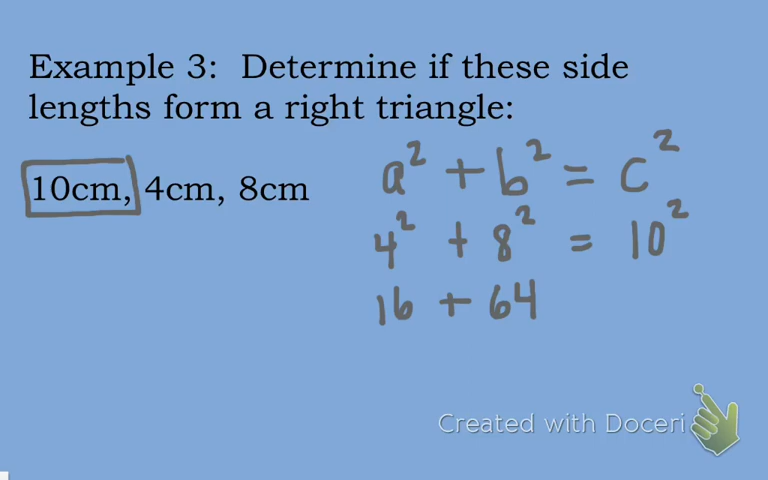 Example 3: Determine if these side
lengths form a right triangle:
10cm, 4cm, 8cm
a² + b² = c²
4² + 8² = 10²
16 + 64
Created with Doceri